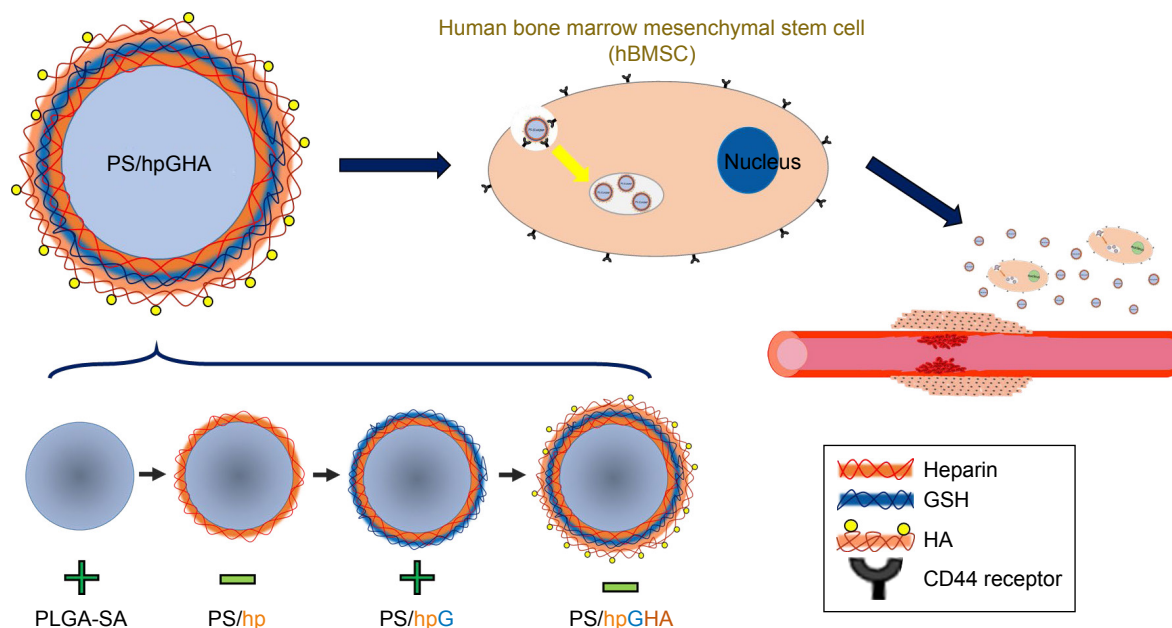 Human bone marrow mesenchymal stem cell
(hBMSC)
PS/hpGHA
Nucleus
Heparin
GSH
HA
CD44 receptor
PLGA-SA
PS/hp
PS/hpG
PS/hpGHA